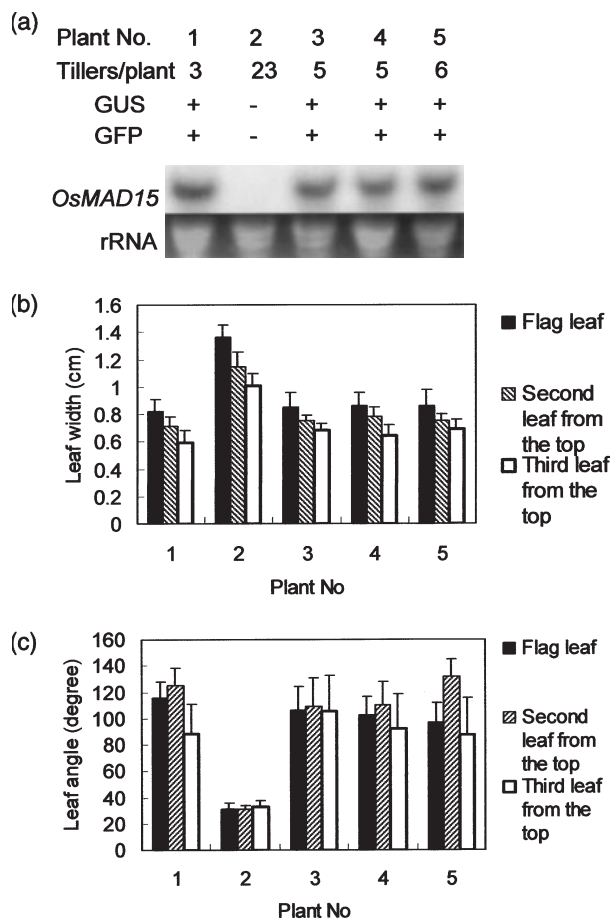 (a)
Plant No. 1 2 3 4 5
Tillers/plant 3 23 5 5 6
GUS + - + + +
GFP + - + + +
OsMAD15
rRNA
(b)
Leaf width (cm)
1.6
1.4
1.2
1
0.8
0.6
0.4
0.2
0
1 2 3 4 5
Plant No
Flag leaf
Second
leaf from
the top
Third leaf
from the
top
(c)
Leaf angle (degree)
160
140
120
100
80
60
40
20
0
1 2 3 4 5
Plant No
Flag leaf
Second
leaf from
the top
Third leaf
from the
top